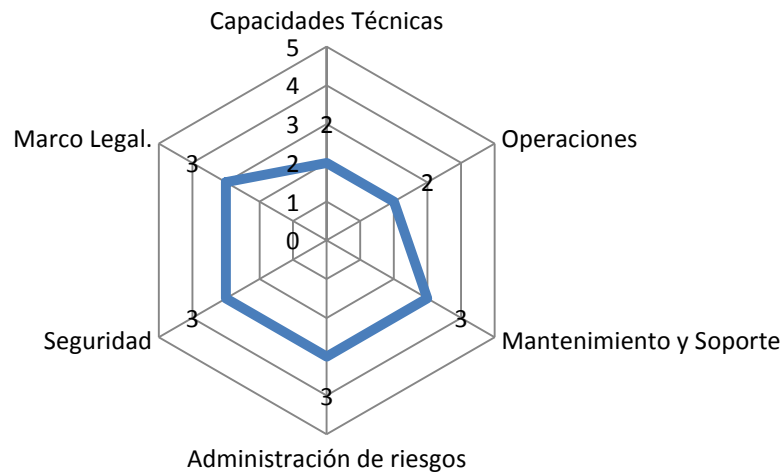 Capacidades Técnicas
5
4
3
2
2
1
0
Marco Legal.
3
Operaciones
2
Seguridad
3
Mantenimiento y Soporte
3
3
Administración de riesgos